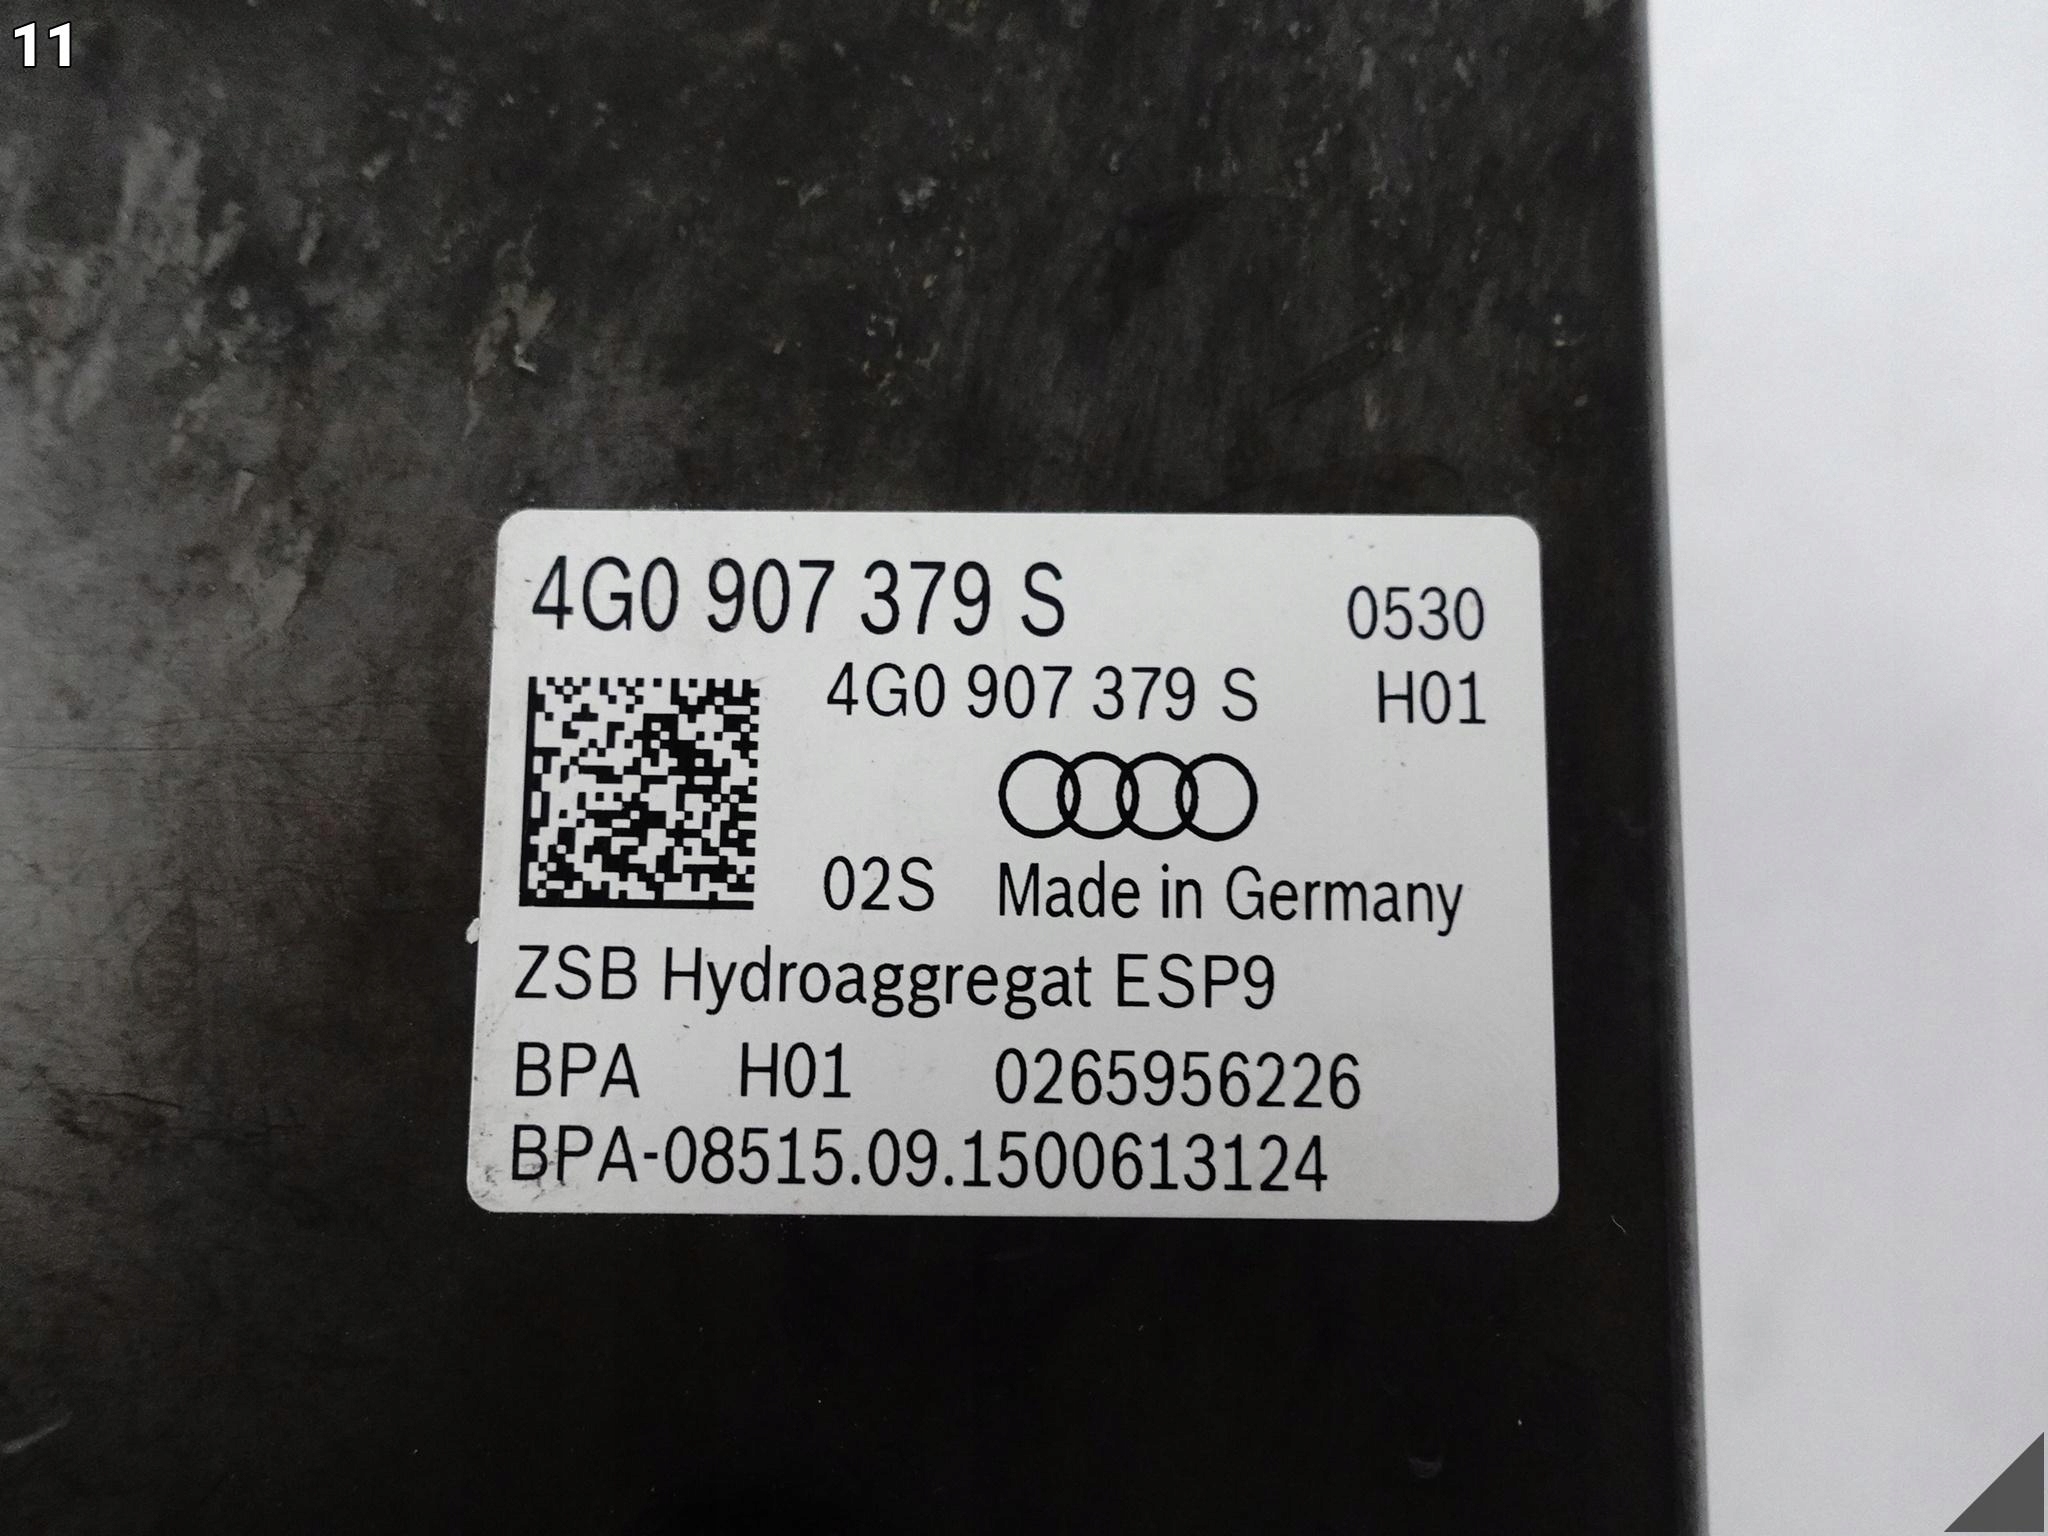 11
4G0 907 379 S 0530
4G0 907 379 S H01
02S Made in Germany
ZSB Hydroaggregat ESP9
BPA H01 0265956226
BPA-08515.09.1500613124